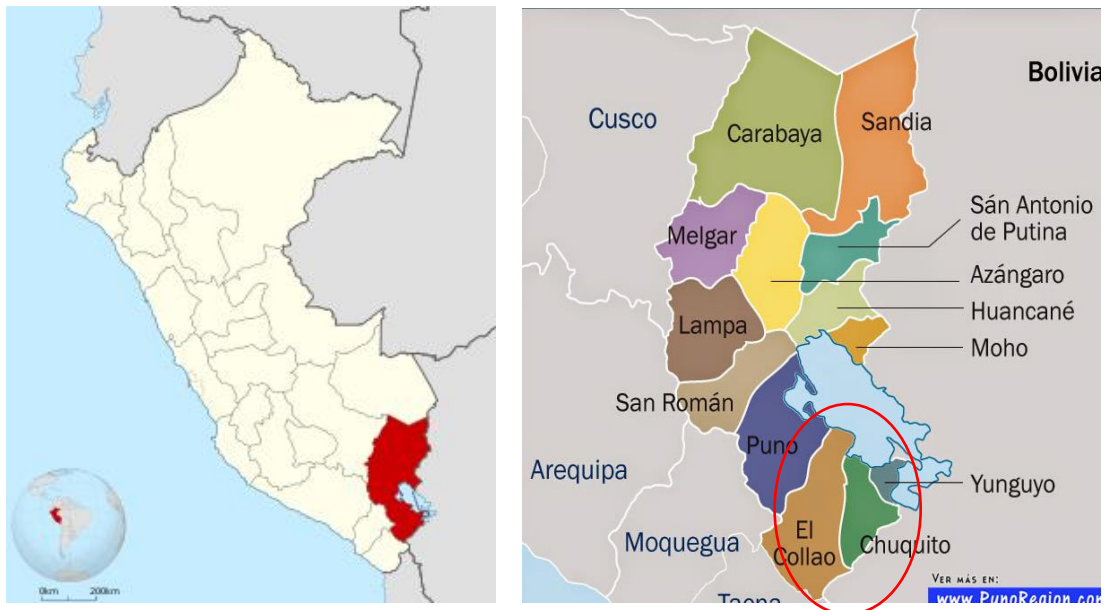 0km 200km
Bolivia
Cusco
Carabaya
Sandia
Sán Antonio
de Putina
Melgar
Azángaro
Huancané
Lampa
Moho
San Román
Puno
Arequipa
Yunguyo
El
Collao
Chuquito
Moquegua
Tacna
VER MÁS EN:
www.PunoRegion.com